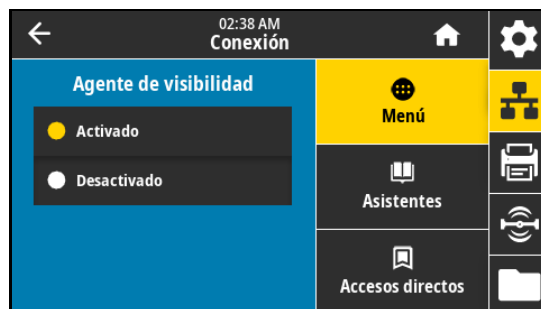 02:38 AM
Conexión
Agente de visibilidad
Activado
Desactivado
Menú
Asistentes
Accesos directos